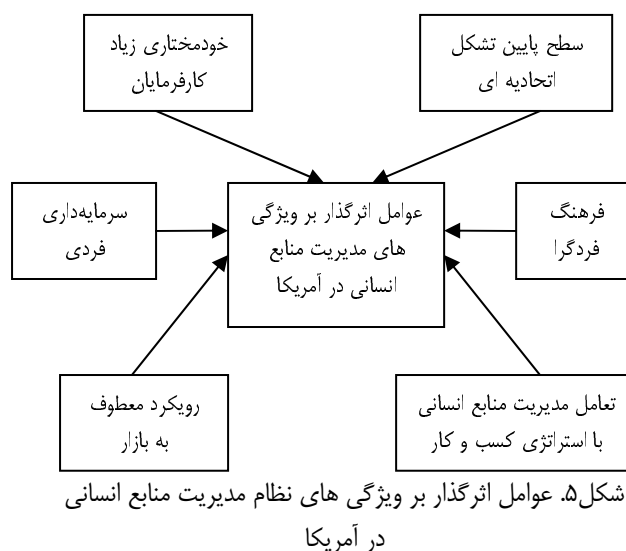 سطح پایین تشکل
اتحادیه ای
خودمختاری زیاد
کارفرمایان
فرهنگ
فردگرا
عوامل اثرگذار بر ویژگی
های مدیریت منابع
انسانی در آمریکا
سرمایه‌داری
فردی
تعامل مدیریت منابع انسانی
با استراتژی کسب و کار
رویکرد معطوف
به بازار
شکل۵. عوامل اثرگذار بر ویژگی های نظام مدیریت منابع انسانی
در آمریکا